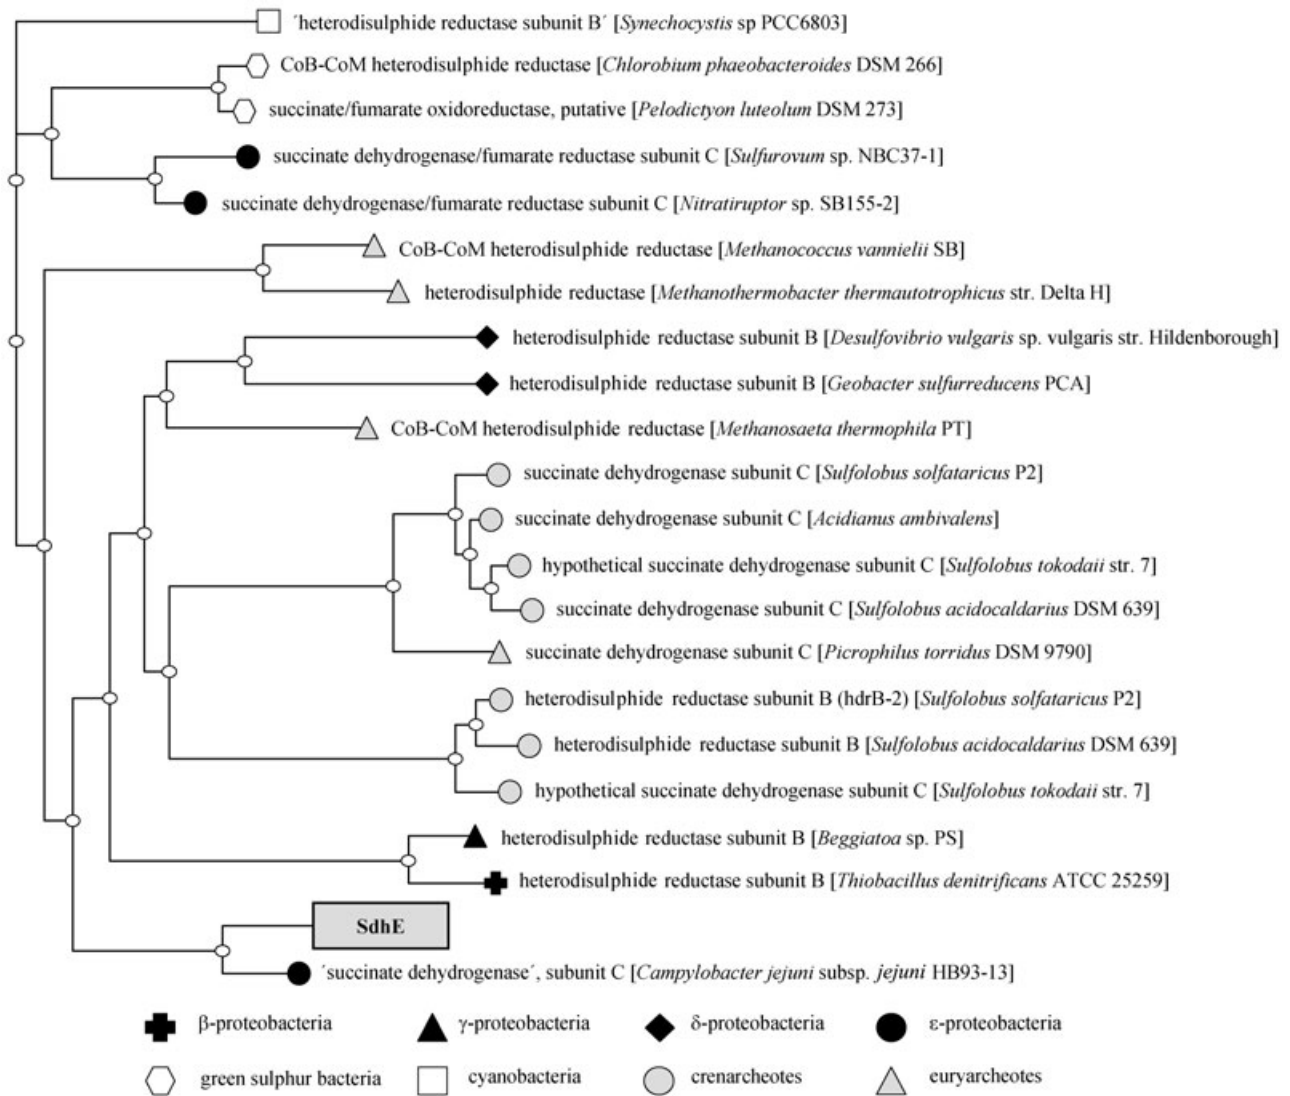 ´heterodisulphide reductase subunit B´ [Synechocystis sp PCC6803]
CoB-CoM heterodisulphide reductase [Chlorobium phaeobacteroides DSM 266]
succinate/fumarate oxidoreductase, putative [Pelodictyon luteolum DSM 273]
succinate dehydrogenase/fumarate reductase subunit C [Sulfurovum sp. NBC37-1]
succinate dehydrogenase/fumarate reductase subunit C [Nitratiruptor sp. SB155-2]
CoB-CoM heterodisulphide reductase [Methanococcus vannielii SB]
heterodisulphide reductase [Methanothermobacter thermautotrophicus str. Delta H]
heterodisulphide reductase subunit B [Desulfovibrio vulgaris sp. vulgaris str. Hildenborough]
heterodisulphide reductase subunit B [Geobacter sulfurreducens PCA]
CoB-CoM heterodisulphide reductase [Methanosaeta thermophila PT]
succinate dehydrogenase subunit C [Sulfolobus solfataricus P2]
succinate dehydrogenase subunit C [Acidianus ambivalens]
hypothetical succinate dehydrogenase subunit C [Sulfolobus tokodaii str. 7]
succinate dehydrogenase subunit C [Sulfolobus acidocaldarius DSM 639]
succinate dehydrogenase subunit C [Picrophilus torridus DSM 9790]
heterodisulphide reductase subunit B (hdrB-2) [Sulfolobus solfataricus P2]
heterodisulphide reductase subunit B [Sulfolobus acidocaldarius DSM 639]
hypothetical succinate dehydrogenase subunit C [Sulfolobus tokodaii str. 7]
heterodisulphide reductase subunit B [Beggiatoa sp. PS]
heterodisulphide reductase subunit B [Thiobacillus denitrificans ATCC 25259]
SdhE
´succinate dehydrogenase´, subunit C [Campylobacter jejuni subsp. jejuni HB93-13]
β-proteobacteria γ-proteobacteria δ-proteobacteria ε-proteobacteria
green sulphur bacteria cyanobacteria crenarcheotes euryarcheotes